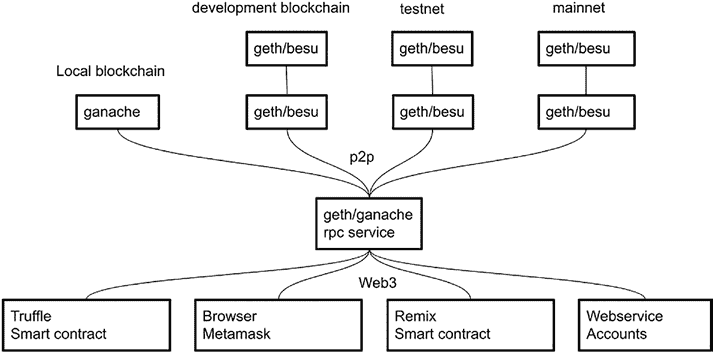 development blockchain
testnet
mainnet
geth/besu
geth/besu
geth/besu
Local blockchain
ganache
geth/besu
geth/besu
geth/besu
p2p
geth/ganache
rpc service
Web3
Truffle
Smart contract
Browser
Metamask
Remix
Smart contract
Webservice
Accounts